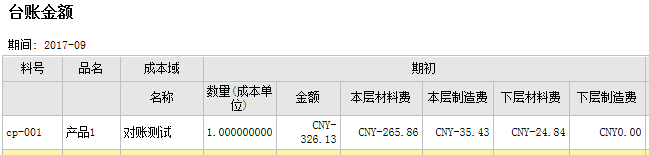 台账金额
期间: 2017-09
料号 品名 成本域 期初
名称 数量(成本单位) 金额 本层材料费 本层制造费 下层材料费 下层制造费
cp-001 产品1 对账测试 1.000000000 CNY-326.13 CNY-265.86 CNY-35.43 CNY-24.84 CNY0.00